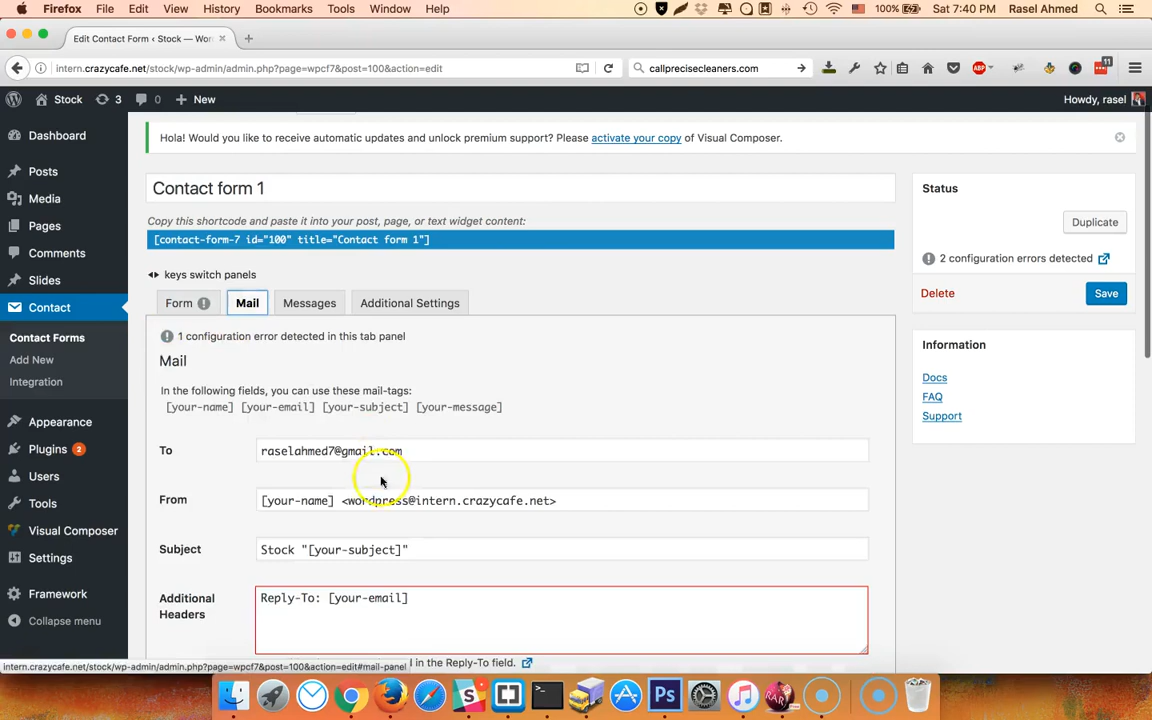 Firefox File Edit View History Bookmarks Tools Window Help 100% Sat 7:40 PM Rasel Ahmed
Edit Contact Form ‹ Stock — Wor
intern.crazycafe.net/stock/wp-admin/admin.php?page=wpcf7&post=100&action=edit callprecisecleaners.com ABP 11
Stock 3 0 New Howdy, rasel
Dashboard
Posts
Media
Pages
Comments
Slides
Contact
Contact Forms
Add New
Integration
Appearance
Plugins 2
Users
Tools
Visual Composer
Settings
Framework
Collapse menu
Hola! Would you like to receive automatic updates and unlock premium support? Please activate your copy of Visual Composer.
Contact form 1
Copy this shortcode and paste it into your post, page, or text widget content:
[contact-form-7 id="100" title="Contact form 1"]
keys switch panels
Form Mail Messages Additional Settings
1 configuration error detected in this tab panel
Mail
In the following fields, you can use these mail-tags:
[your-name] [your-email] [your-subject] [your-message]
To raselahmed7@gmail.com
From [your-name] <wordpress@intern.crazycafe.net>
Subject Stock "[your-subject]"
Additional Headers Reply-To: [your-email]
l in the Reply-To field.
Status
Duplicate
2 configuration errors detected
Delete Save
Information
Docs
FAQ
Support
intern.crazycafe.net/stock/wp-admin/admin.php?page=wpcf7&post=100&action=edit#mail-panel
Ps
RAR